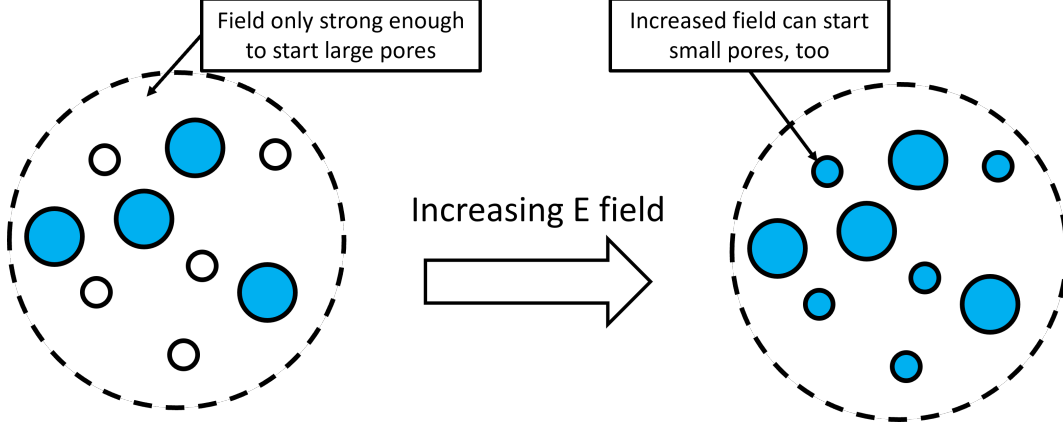 Field only strong enough
to start large pores
Increased field can start
small pores, too
Increasing E field